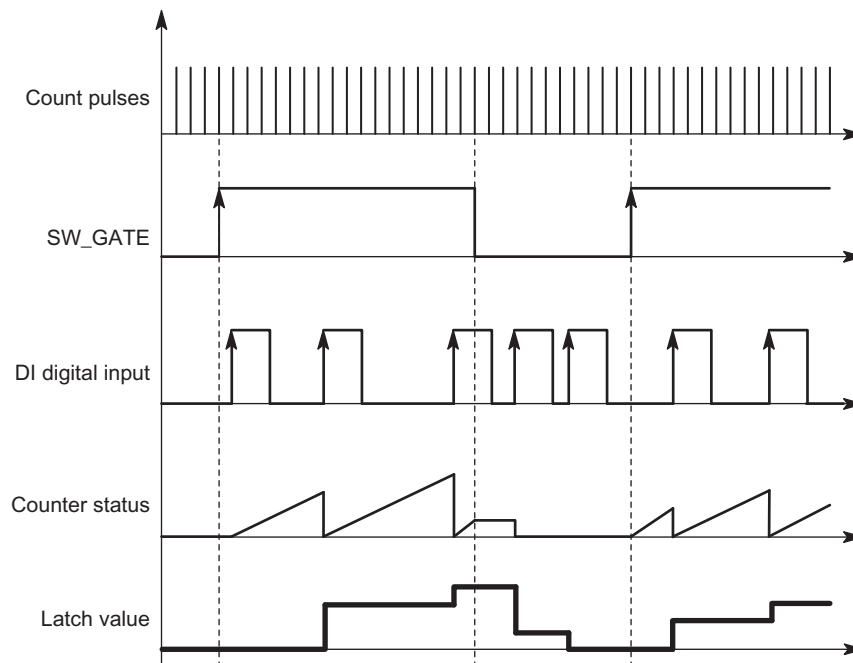 Count pulses
SW_GATE
DI digital input
Counter status
Latch value